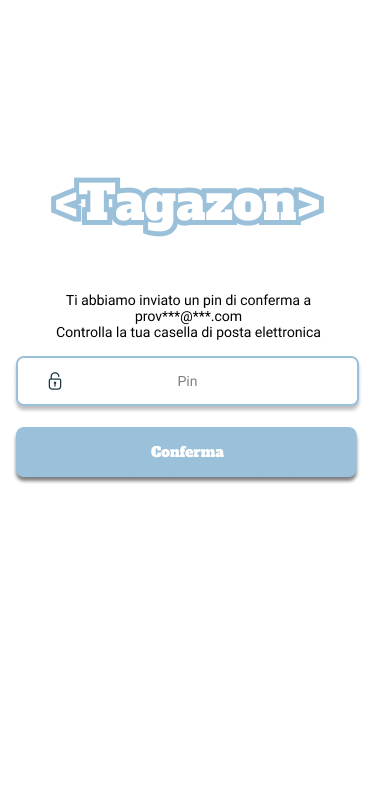 <Tagazon>
Ti abbiamo inviato un pin di conferma a
prov***@***.com
Controlla la tua casella di posta elettronica
Pin
Conferma